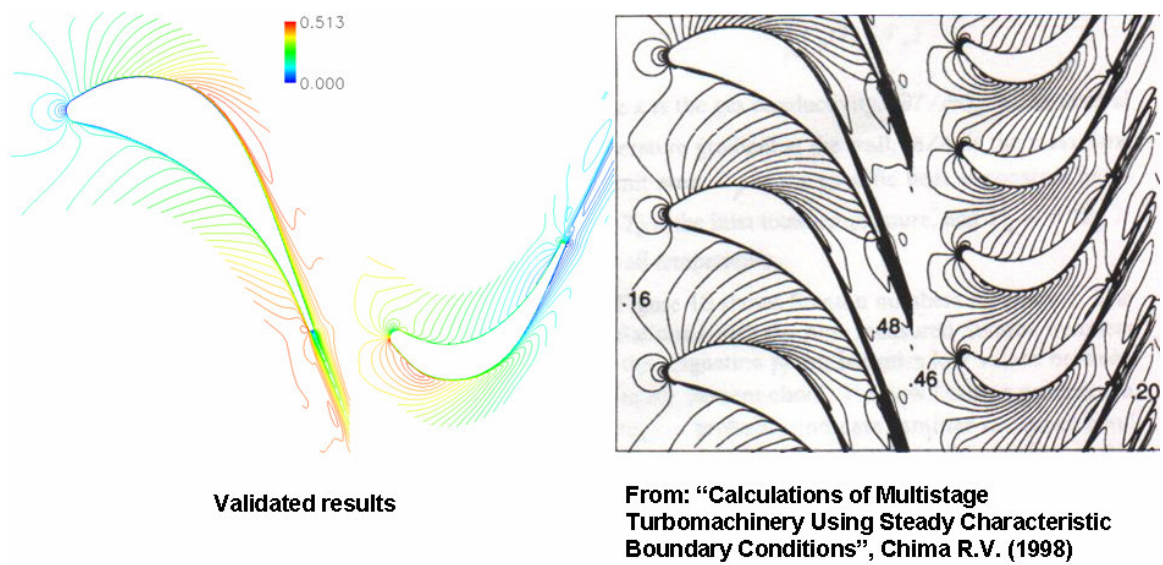 0.513
0.000
.16
.48
.46
.20
Validated results
From: “Calculations of Multistage
Turbomachinery Using Steady Characteristic
Boundary Conditions”, Chima R.V. (1998)